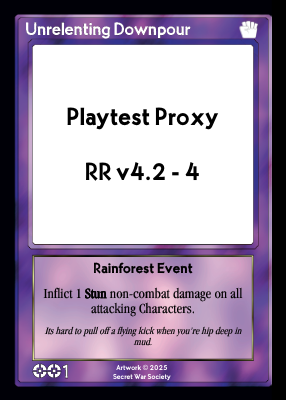 Unrelenting Downpour
Playtest Proxy
RR v4.2 - 4
Rainforest Event
Inflict 1 Stun non-combat damage on all
attacking Characters.
Its hard to pull off a flying kick when you're hip deep in
mud.
1
Artwork © 2025
Secret War Society